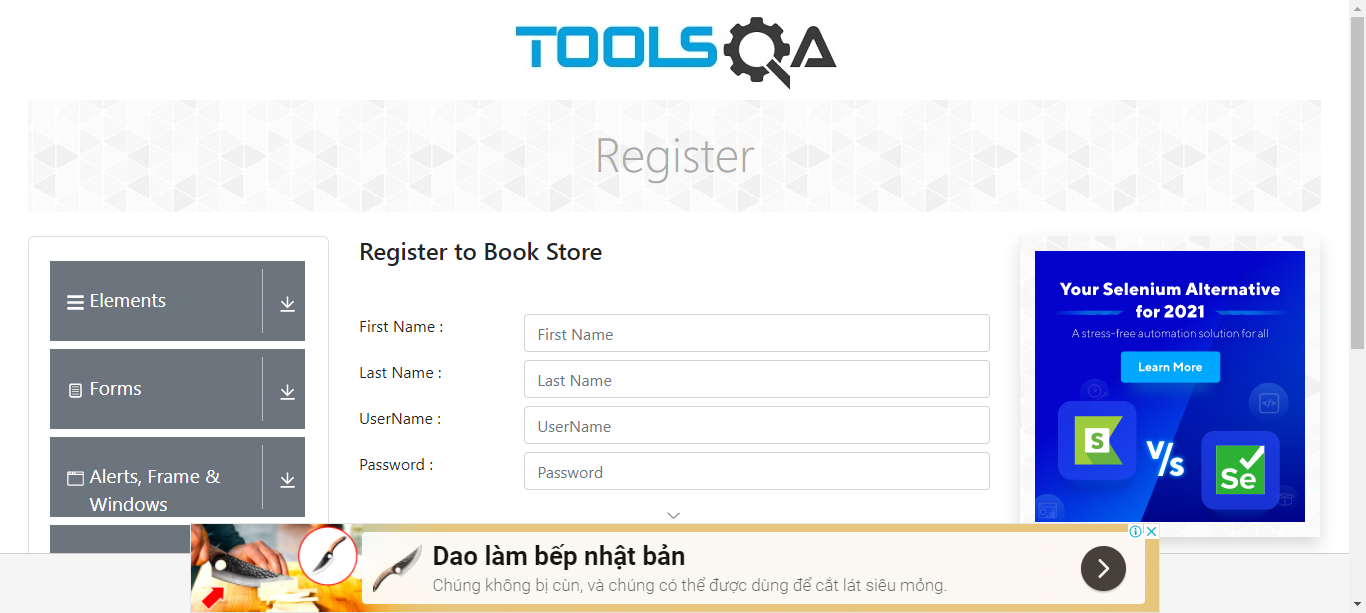 TOOLSQA
Register
Elements
Forms
Alerts, Frame &
Windows
Register to Book Store
First Name :
First Name
Last Name :
Last Name
UserName :
UserName
Password :
Password
Your Selenium Alternative
for 2021
A stress-free automation solution for all
Learn More
S
V/s
Se
Dao làm bếp nhật bản
Chúng không bị cùn, và chúng có thể được dùng để cắt lát siêu mỏng.